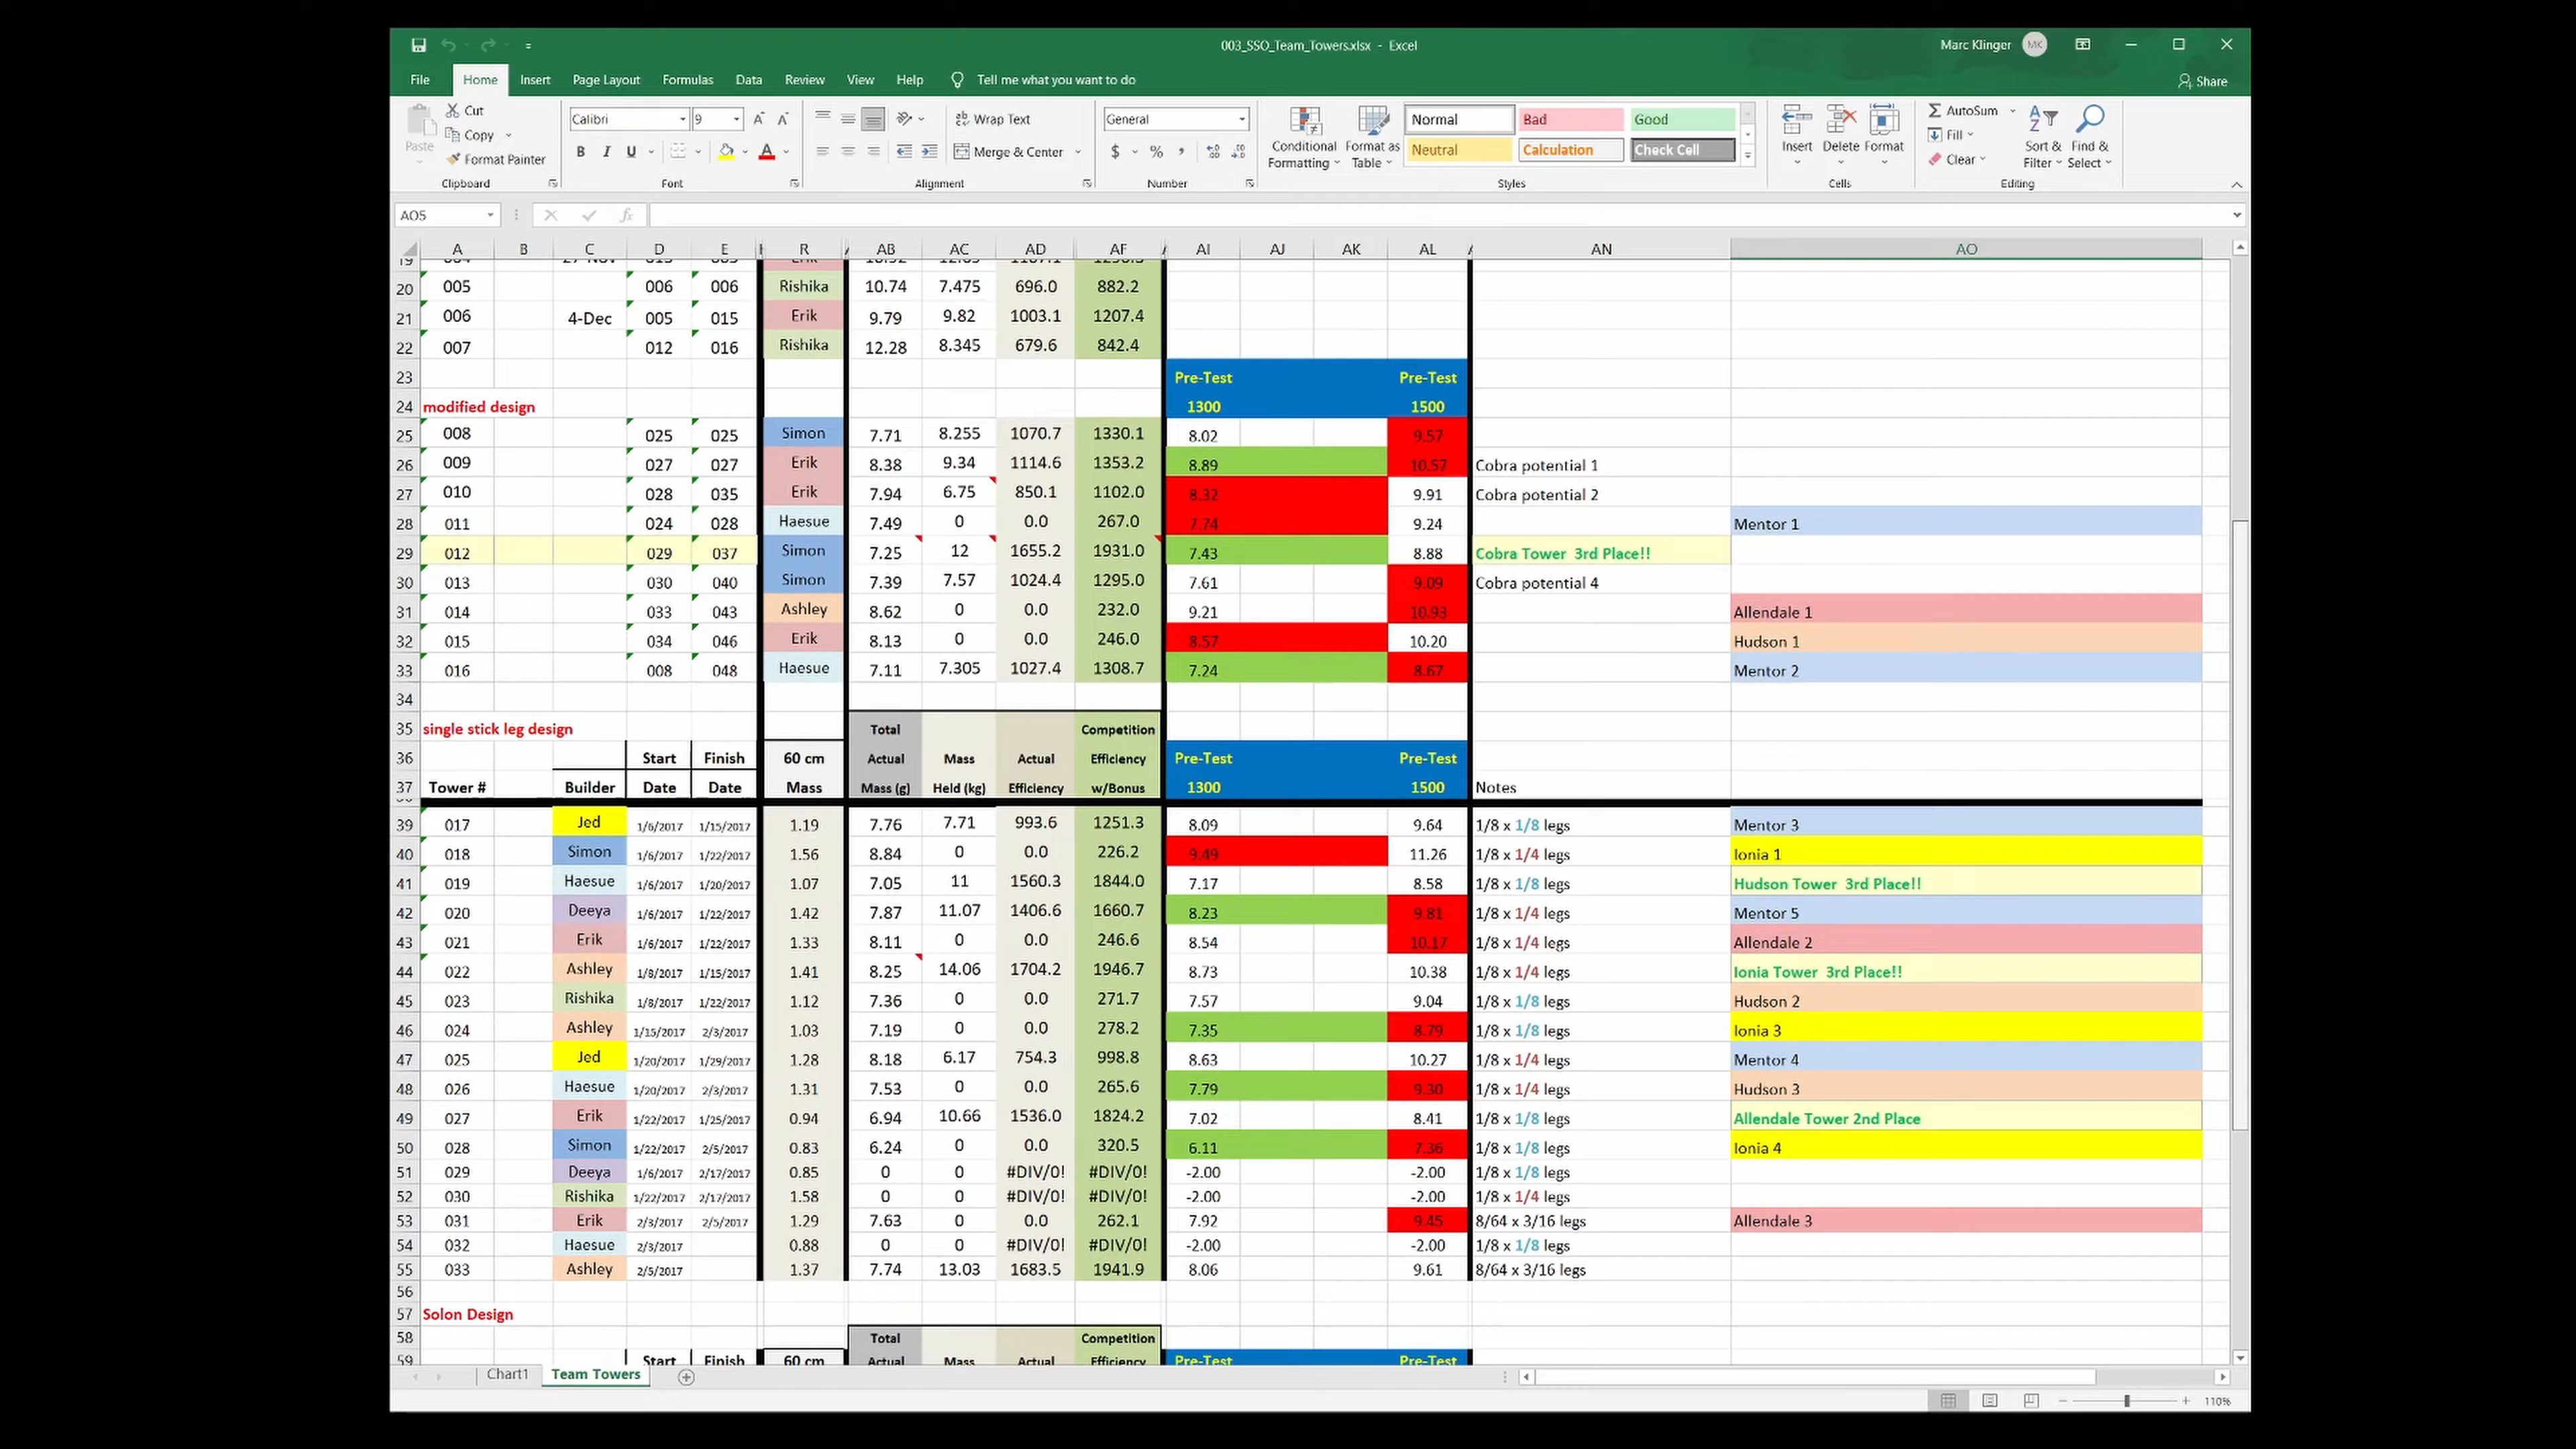 003_SSO_Team_Towers.xlsx - Excel
Marc Klinger MK
File Home Insert Page Layout Formulas Data Review View Help Tell me what you want to do Share
Paste Cut Copy Format Painter Clipboard
Calibri 9 B I U Font
Wrap Text Merge & Center Alignment
General $ % , Number
Conditional Formatting Format as Table Normal Bad Good Neutral Calculation Check Cell Styles
Insert Delete Format Cells
AutoSum Fill Clear Sort & Filter Find & Select Editing
AO5 fx
A B C D E R AB AC AD AF AI AJ AK AL AN AO
20 005 006 006 Rishika 10.74 7.475 696.0 882.2
21 006 4-Dec 005 015 Erik 9.79 9.82 1003.1 1207.4
22 007 012 016 Rishika 12.28 8.345 679.6 842.4
23 Pre-Test Pre-Test
24 modified design 1300 1500
25 008 025 025 Simon 7.71 8.255 1070.7 1330.1 8.02 9.57
26 009 027 027 Erik 8.38 9.34 1114.6 1353.2 8.89 10.57 Cobra potential 1
27 010 028 035 Erik 7.94 6.75 850.1 1102.0 8.32 9.91 Cobra potential 2
28 011 024 028 Haesue 7.49 0 0.0 267.0 7.74 9.24 Mentor 1
29 012 029 037 Simon 7.25 12 1655.2 1931.0 7.43 8.88 Cobra Tower 3rd Place!!
30 013 030 040 Simon 7.39 7.57 1024.4 1295.0 7.61 9.09 Cobra potential 4
31 014 033 043 Ashley 8.62 0 0.0 232.0 9.21 10.93 Allendale 1
32 015 034 046 Erik 8.13 0 0.0 246.0 8.57 10.20 Hudson 1
33 016 008 048 Haesue 7.11 7.305 1027.4 1308.7 7.24 8.67 Mentor 2
34
35 single stick leg design Total Competition
36 Start Finish 60 cm Actual Mass Actual Efficiency Pre-Test Pre-Test
37 Tower # Builder Date Date Mass Mass (g) Held (kg) Efficiency w/Bonus 1300 1500 Notes
39 017 Jed 1/6/2017 1/15/2017 1.19 7.76 7.71 993.6 1251.3 8.09 9.64 1/8 x 1/8 legs Mentor 3
40 018 Simon 1/6/2017 1/22/2017 1.56 8.84 0 0.0 226.2 9.49 11.26 1/8 x 1/4 legs Ionia 1
41 019 Haesue 1/6/2017 1/20/2017 1.07 7.05 11 1560.3 1844.0 7.17 8.58 1/8 x 1/8 legs Hudson Tower 3rd Place!!
42 020 Deeya 1/6/2017 1/22/2017 1.42 7.87 11.07 1406.6 1660.7 8.23 9.81 1/8 x 1/4 legs Mentor 5
43 021 Erik 1/6/2017 1/22/2017 1.33 8.11 0 0.0 246.6 8.54 10.17 1/8 x 1/4 legs Allendale 2
44 022 Ashley 1/8/2017 1/15/2017 1.41 8.25 14.06 1704.2 1946.7 8.73 10.38 1/8 x 1/4 legs Ionia Tower 3rd Place!!
45 023 Rishika 1/8/2017 1/22/2017 1.12 7.36 0 0.0 271.7 7.57 9.04 1/8 x 1/8 legs Hudson 2
46 024 Ashley 1/15/2017 2/3/2017 1.03 7.19 0 0.0 278.2 7.35 8.79 1/8 x 1/8 legs Ionia 3
47 025 Jed 1/20/2017 1/29/2017 1.28 8.18 6.17 754.3 998.8 8.63 10.27 1/8 x 1/4 legs Mentor 4
48 026 Haesue 1/20/2017 2/3/2017 1.31 7.53 0 0.0 265.6 7.79 9.30 1/8 x 1/4 legs Hudson 3
49 027 Erik 1/22/2017 1/25/2017 0.94 6.94 10.66 1536.0 1824.2 7.02 8.41 1/8 x 1/8 legs Allendale Tower 2nd Place
50 028 Simon 1/22/2017 2/5/2017 0.83 6.24 0 0.0 320.5 6.11 7.36 1/8 x 1/8 legs Ionia 4
51 029 Deeya 1/6/2017 2/17/2017 0.85 0 0 #DIV/0! #DIV/0! -2.00 -2.00 1/8 x 1/8 legs
52 030 Rishika 1/22/2017 2/17/2017 1.58 0 0 #DIV/0! #DIV/0! -2.00 -2.00 1/8 x 1/4 legs
53 031 Erik 2/3/2017 2/5/2017 1.29 7.63 0 0.0 262.1 7.92 9.45 8/64 x 3/16 legs Allendale 3
54 032 Haesue 2/3/2017 0.88 0 0 #DIV/0! #DIV/0! -2.00 -2.00 1/8 x 1/8 legs
55 033 Ashley 2/5/2017 1.37 7.74 13.03 1683.5 1941.9 8.06 9.61 8/64 x 3/16 legs
56
57 Solon Design
58 Total Competition
59 Start Finish 60 cm Actual Mass Actual Efficiency Pre-Test Pre-Test
Chart1 Team Towers
110%